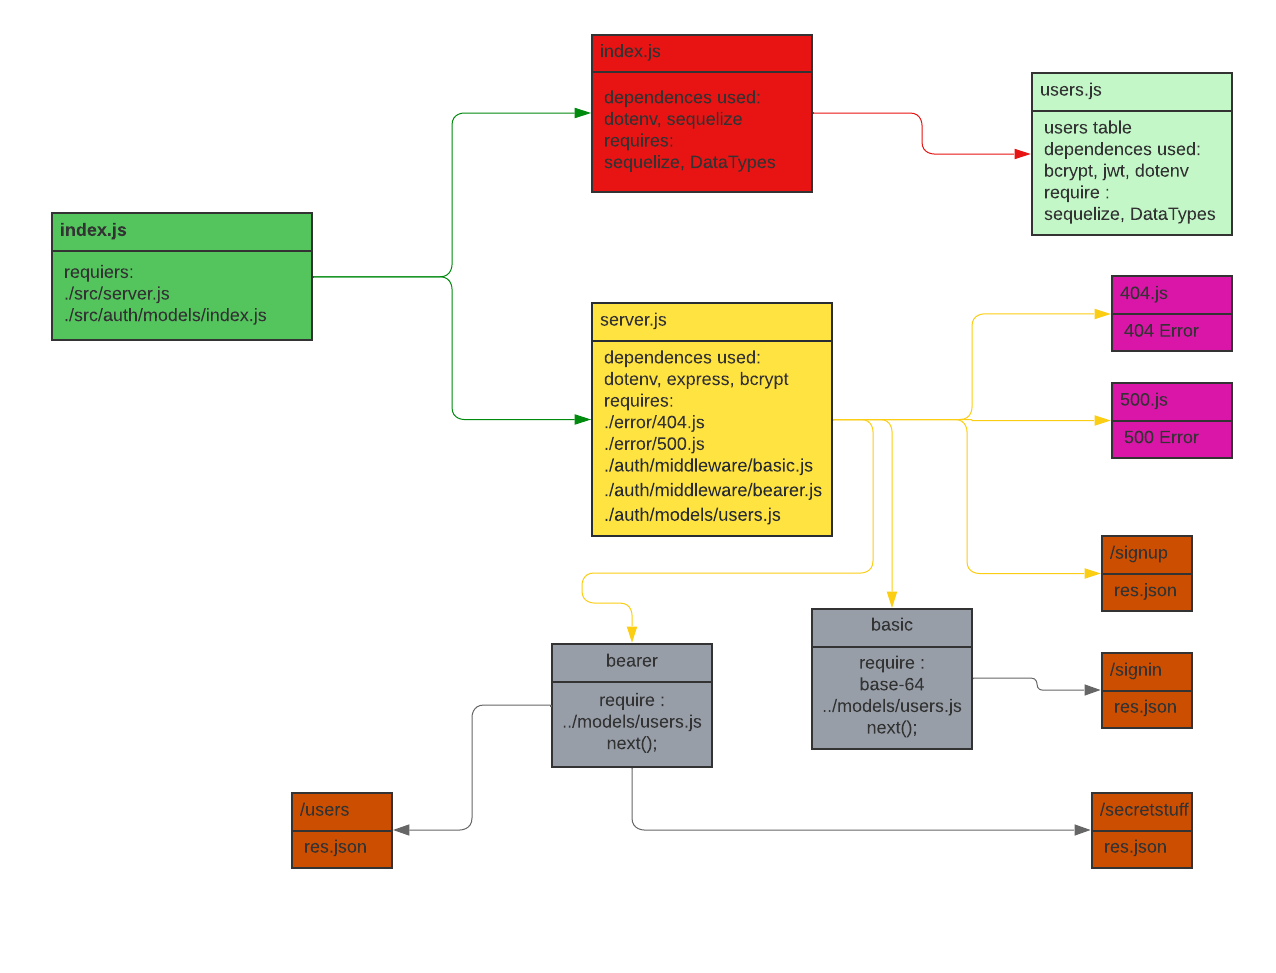 index.js
requiers:
./src/server.js
./src/auth/models/index.js
index.js
dependences used:
dotenv, sequelize
requires:
sequelize, DataTypes
users.js
users table
dependences used:
bcrypt, jwt, dotenv
require :
sequelize, DataTypes
server.js
dependences used:
dotenv, express, bcrypt
requires:
./error/404.js
./error/500.js
./auth/middleware/basic.js
./auth/middleware/bearer.js
./auth/models/users.js
404.js
404 Error
500.js
500 Error
/signup
res.json
basic
require :
base-64
../models/users.js
next();
/signin
res.json
bearer
require :
../models/users.js
next();
/users
res.json
/secretstuff
res.json